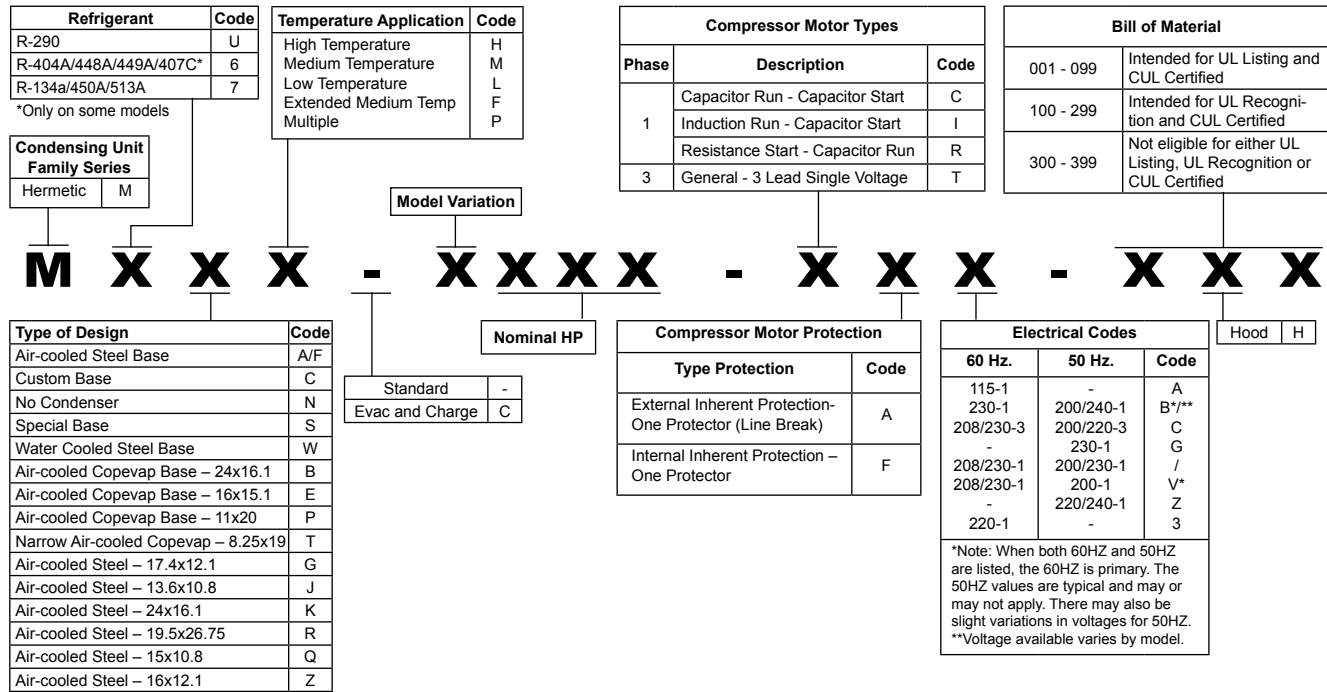 Refrigerant Code
R-290 U
R-404A/448A/449A/407C* 6
R-134a/450A/513A 7
*Only on some models
Condensing Unit
Family Series
Hermetic M
Temperature Application Code
High Temperature H
Medium Temperature M
Low Temperature L
Extended Medium Temp F
Multiple P
Model Variation
Compressor Motor Types
Phase Description Code
Capacitor Run - Capacitor Start C
1 Induction Run - Capacitor Start I
Resistance Start - Capacitor Run R
3 General - 3 Lead Single Voltage T
Bill of Material
001 - 099 Intended for UL Listing and
CUL Certified
100 - 299 Intended for UL Recogni-
tion and CUL Certified
300 - 399 Not eligible for either UL
Listing, UL Recognition or
CUL Certified
M X X X - X X X X - X X X - X X X
Type of Design Code
Air-cooled Steel Base A/F
Custom Base C
No Condenser N
Special Base S
Water Cooled Steel Base W
Air-cooled Copevap Base – 24x16.1 B
Air-cooled Copevap Base – 16x15.1 E
Air-cooled Copevap Base – 11x20 P
Narrow Air-cooled Copevap – 8.25x19 T
Air-cooled Steel – 17.4x12.1 G
Air-cooled Steel – 13.6x10.8 J
Air-cooled Steel – 24x16.1 K
Air-cooled Steel – 19.5x26.75 R
Air-cooled Steel – 15x10.8 Q
Air-cooled Steel – 16x12.1 Z
Standard -
Evac and Charge C
Nominal HP
Compressor Motor Protection
Type Protection Code
External Inherent Protection-
One Protector (Line Break) A
Internal Inherent Protection –
One Protector F
Electrical Codes
60 Hz. 50 Hz. Code
115-1 - A
230-1 200/240-1 B*/**
208/230-3 200/220-3 C
- 230-1 G
208/230-1 200/230-1 /
208/230-1 200-1 V*
- 220/240-1 Z
220-1 - 3
*Note: When both 60HZ and 50HZ
are listed, the 60HZ is primary. The
50HZ values are typical and may or
may not apply. There may also be
slight variations in voltages for 50HZ.
**Voltage available varies by model.
Hood H